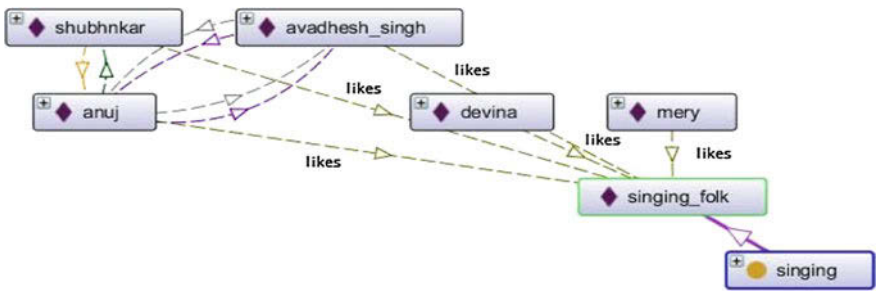 shubhnkar
avadhesh_singh
likes
likes
anuj
devina
mery
likes
likes
likes
singing_folk
singing